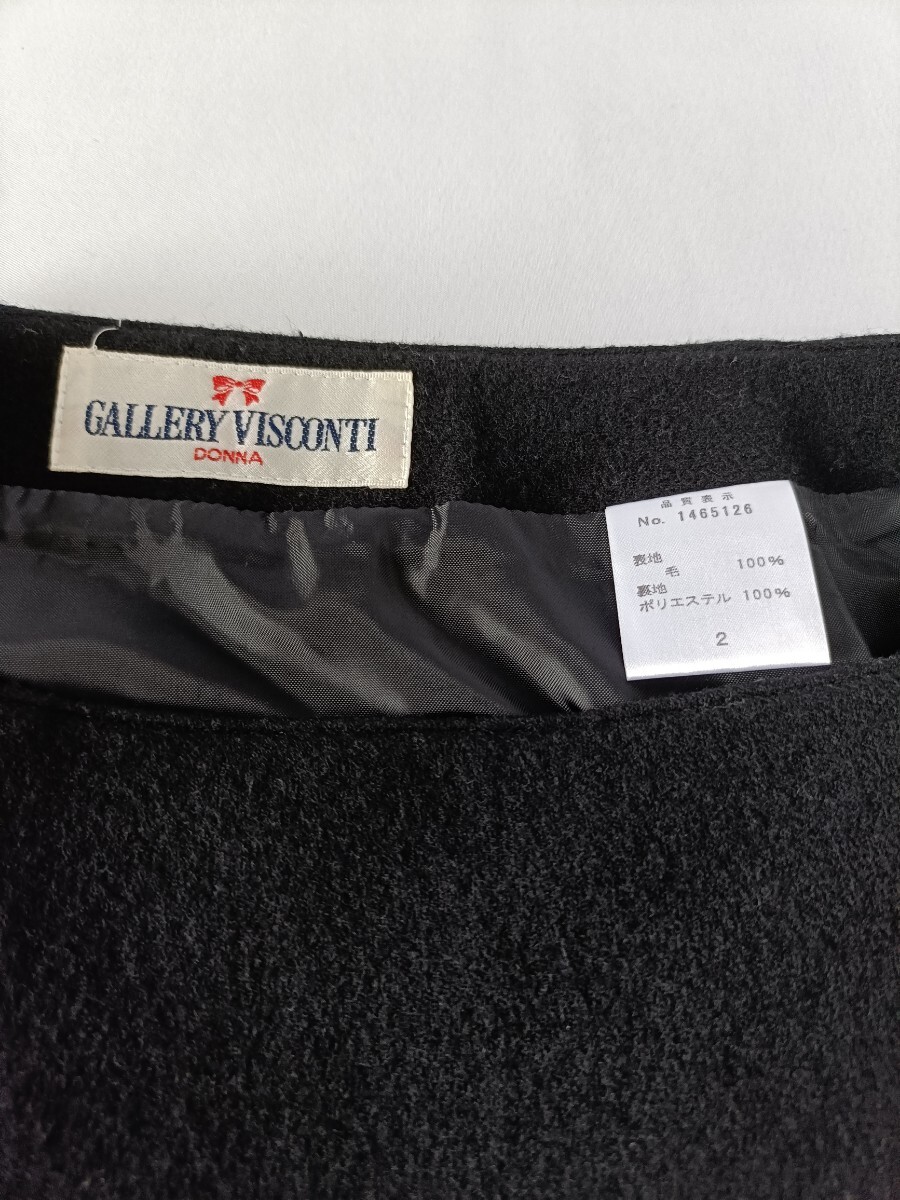 GALLERY VISCONTI
DONNA
品質表示
No. 1465126
表地
毛 100%
裏地
ポリエステル 100%
2